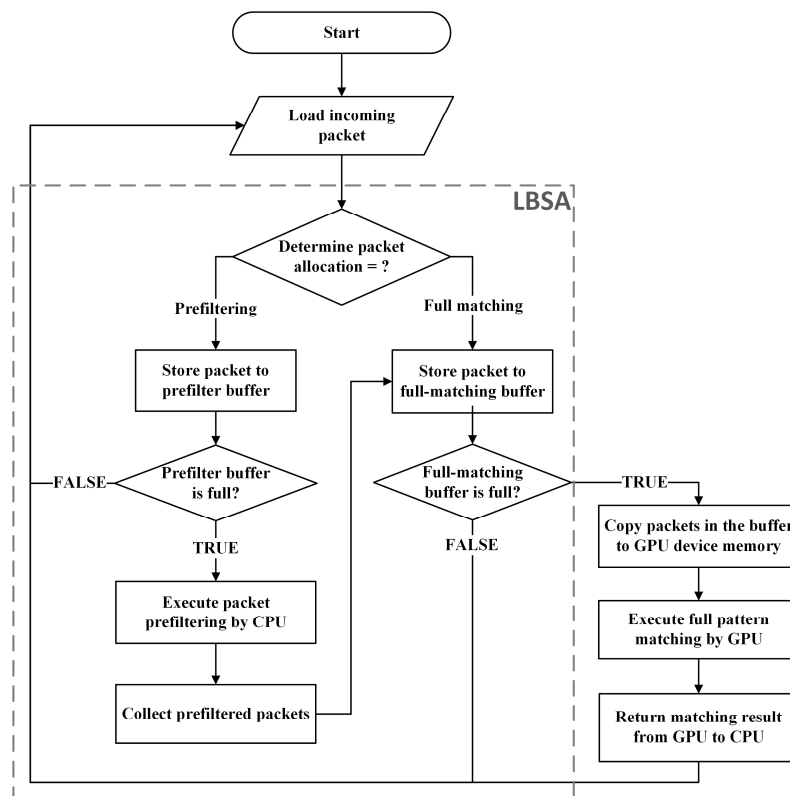 Start
Load incoming
packet
LBSA
Determine packet
allocation = ?
Prefiltering
Full matching
Store packet to
prefilter buffer
Store packet to
full-matching buffer
Prefilter buffer
is full?
FALSE
TRUE
Full-matching
buffer is full?
TRUE
FALSE
Copy packets in the buffer
to GPU device memory
Execute packet
prefiltering by CPU
Execute full pattern
matching by GPU
Collect prefiltered packets
Return matching result
from GPU to CPU